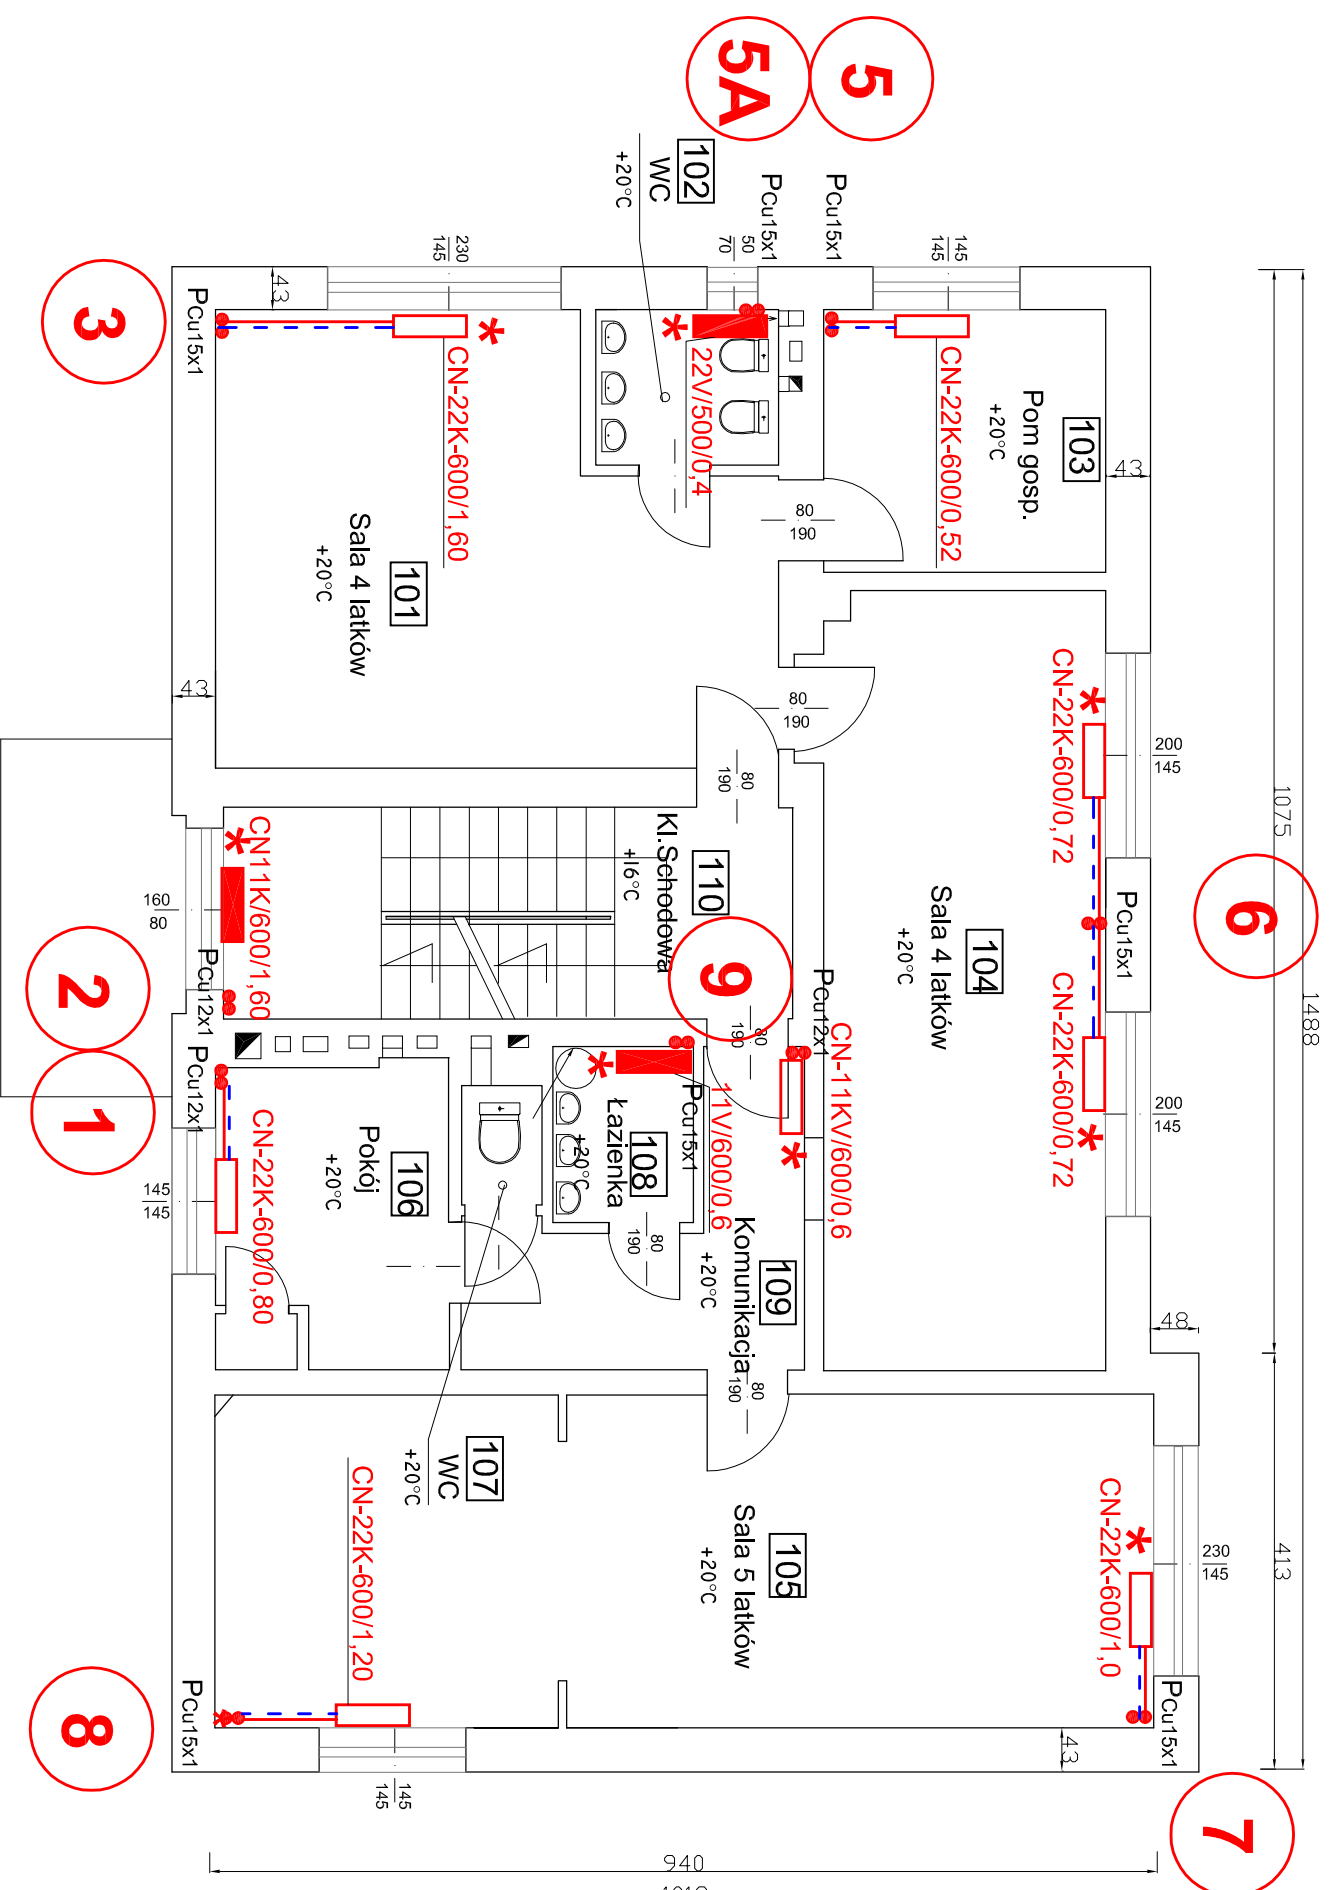 5A
5
102
WC
+20°C
PCu15x1
PCu15x1
230
145
50
70
145
145
3
PCu15x1
43
CN-22K-600/1,60
22V/500/0,4
CN-22K-600/0,52
103
Pom gosp.
+20°C
43
101
Sala 4 latków
+20°C
80
190
80
190
80
190
43
CN-22K-600/0,72
200
145
1075
1488
6
PCu15x1
104
Sala 4 latków
+20°C
CN-22K-600/0,72
200
145
110
Kl.Schodowa
+16°C
CN11K/600/1,60
160
80
2
PCu12x1
9
80
190
PCu12x1
CN-11KV/600/0,6
1
PCu12x1
CN-22K-600/0,80
145
145
106
Pokój
+20°C
108
Łazienka
+20°C
PCu15x1
11V/600/0,6
80
190
109
Komunikacja
+20°C
80
190
48
107
WC
+20°C
CN-22K-600/1,20
105
Sala 5 latków
+20°C
CN-22K-600/1,0
230
145
413
8
PCu15x1
145
145
43
PCu15x1
7
940